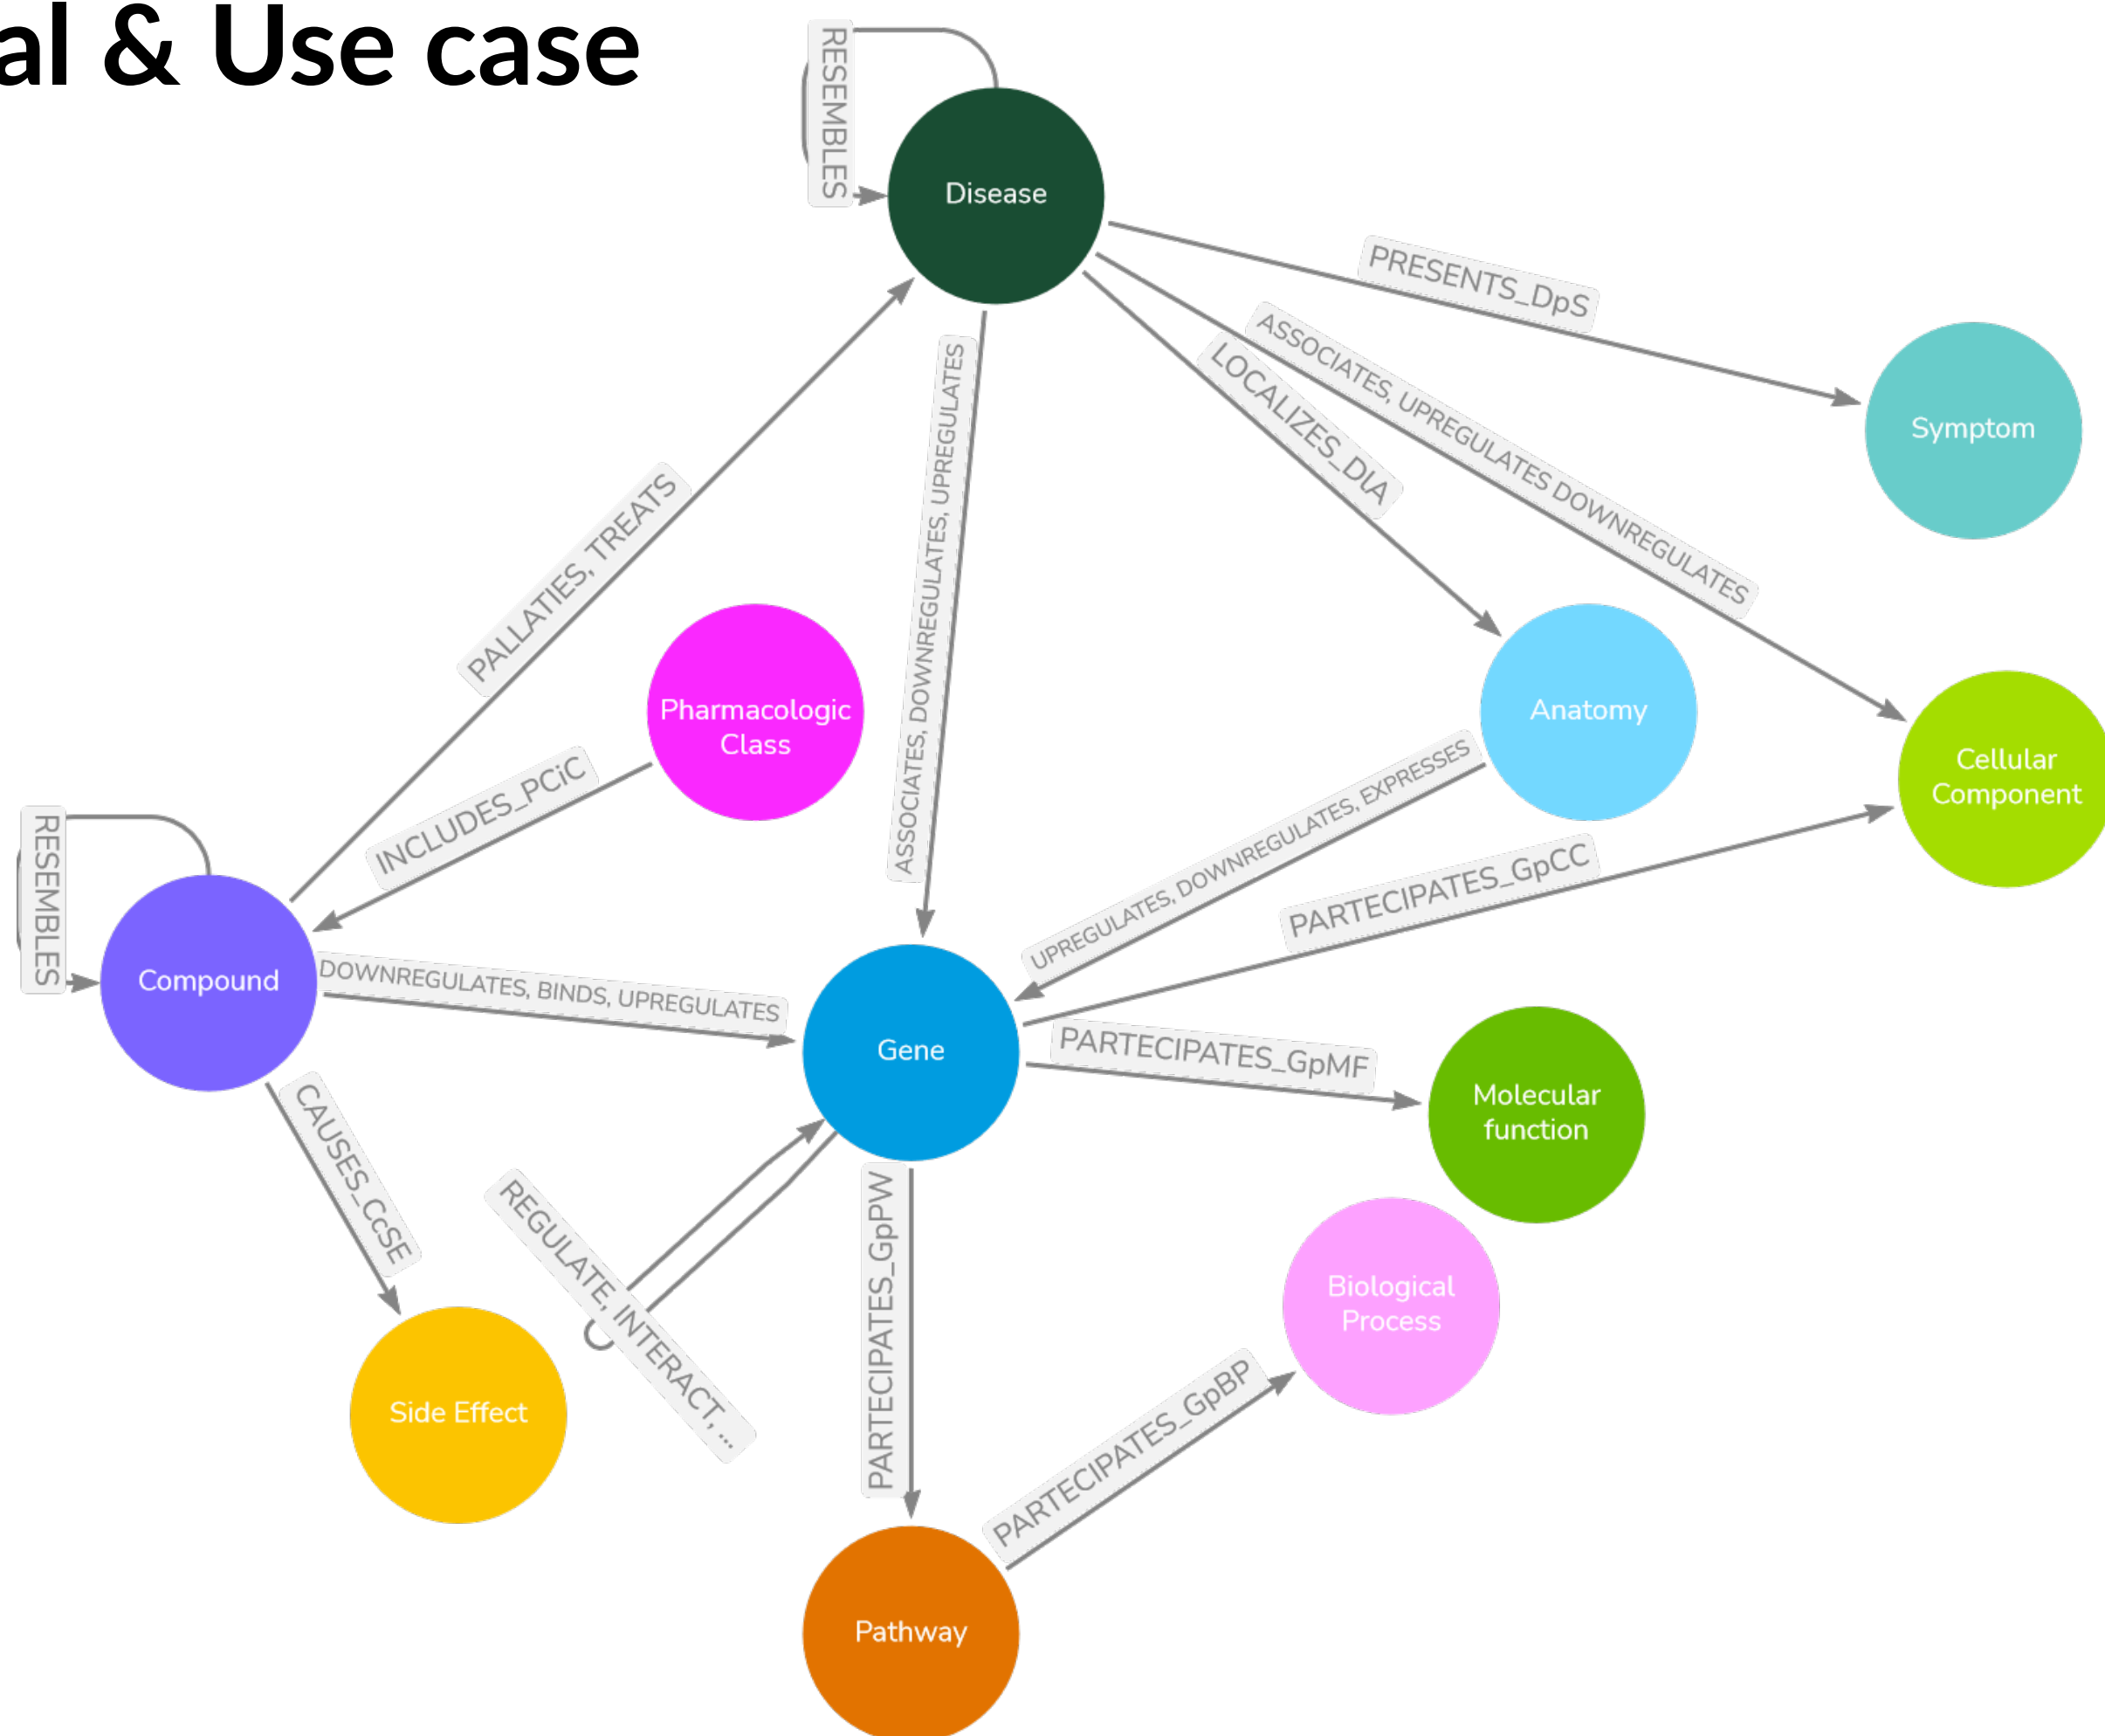 al & Use case
RESEMBLES
Disease
PRESENTS_DpS
ASSOCIATES, UPREGULATES DOWNREGULATES
LOCALIZES_DlA
ASSOCIATES, DOWNREGULATES, UPREGULATES
PALLATIES, TREATS
Symptom
Pharmacologic
Class
Anatomy
Cellular
Component
INCLUDES_PCiC
UPREGULATES, DOWNREGULATES, EXPRESSES
PARTECIPATES_GpCC
RESEMBLES
Compound
DOWNREGULATES, BINDS, UPREGULATES
Gene
PARTECIPATES_GpMF
Molecular
function
CAUSES_CcSE
REGULATE, INTERACT, ...
PARTECIPATES_GpPW
Biological
Process
PARTECIPATES_GpBP
Side Effect
Pathway